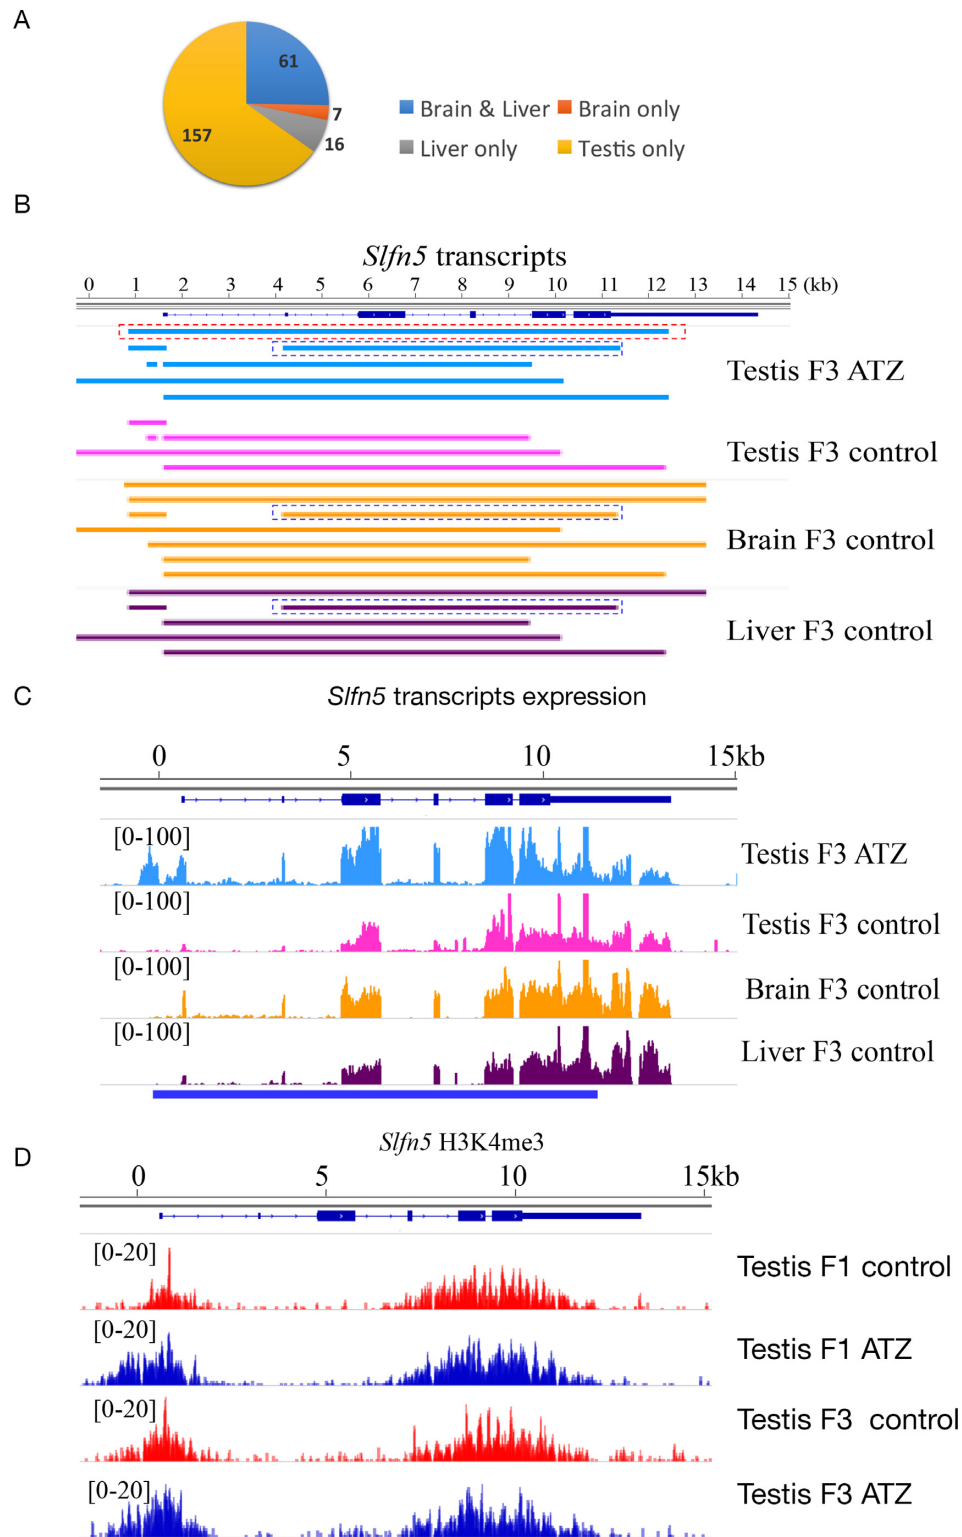 A
61
7
16
157
Brain & Liver Brain only
Liver only Testis only
B
Slfn5 transcripts
0 1 2 3 4 5 6 7 8 9 10 11 12 13 14 15 (kb)
Testis F3 ATZ
Testis F3 control
Brain F3 control
Liver F3 control
C
Slfn5 transcripts expression
0 5 10 15kb
[0-100]
Testis F3 ATZ
[0-100]
Testis F3 control
[0-100]
Brain F3 control
[0-100]
Liver F3 control
D
Slfn5 H3K4me3
0 5 10 15kb
[0-20]
Testis F1 control
[0-20]
Testis F1 ATZ
[0-20]
Testis F3 control
[0-20]
Testis F3 ATZ